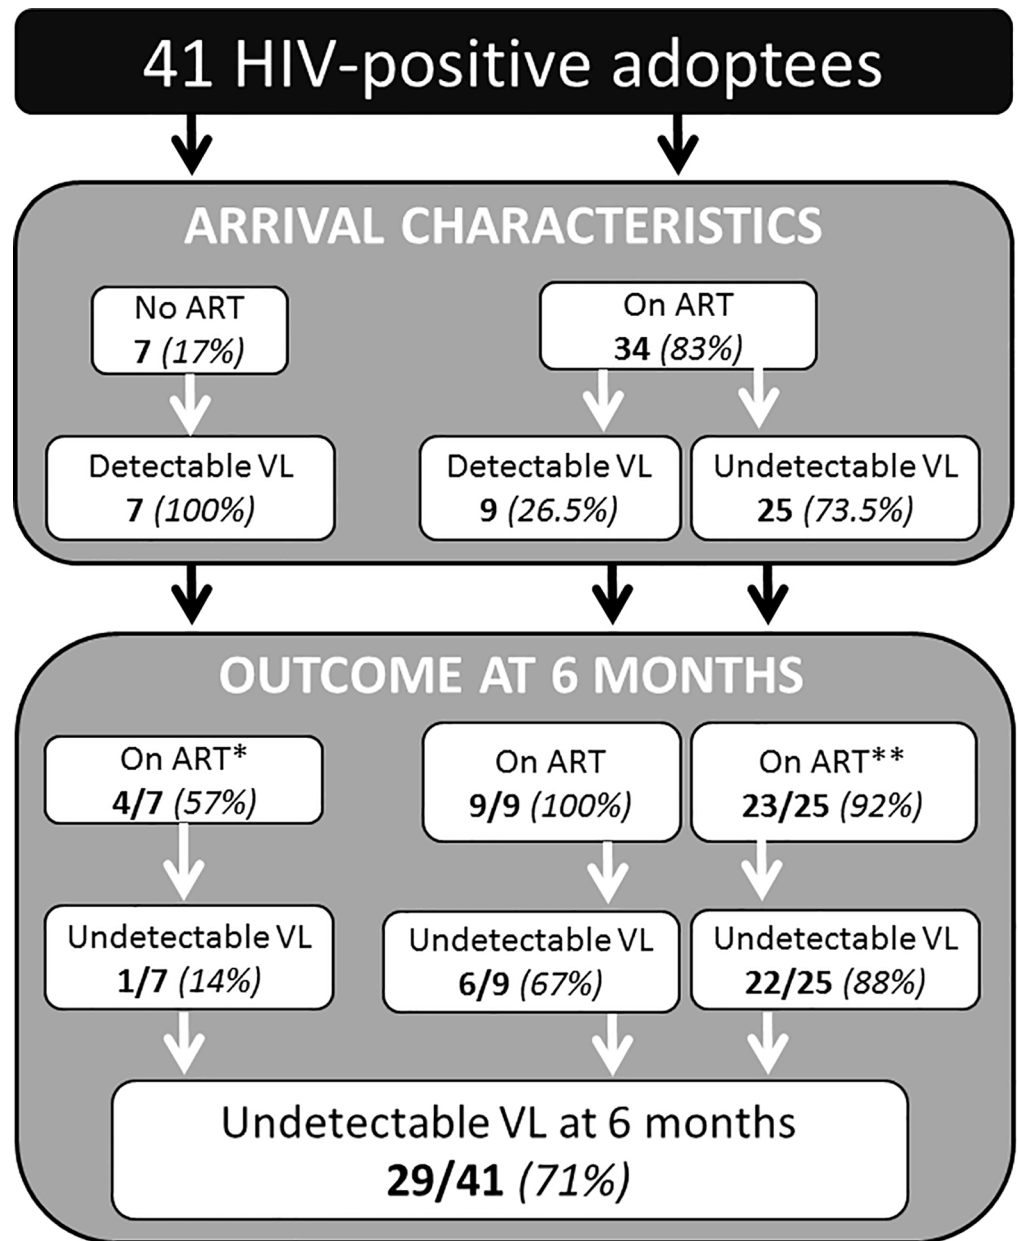 41 HIV-positive adoptees
ARRIVAL CHARACTERISTICS
No ART
7 (17%)
On ART
34 (83%)
Detectable VL
7 (100%)
Detectable VL
9 (26.5%)
Undetectable VL
25 (73.5%)
OUTCOME AT 6 MONTHS
On ART*
4/7 (57%)
On ART
9/9 (100%)
On ART**
23/25 (92%)
Undetectable VL
1/7 (14%)
Undetectable VL
6/9 (67%)
Undetectable VL
22/25 (88%)
Undetectable VL at 6 months
29/41 (71%)